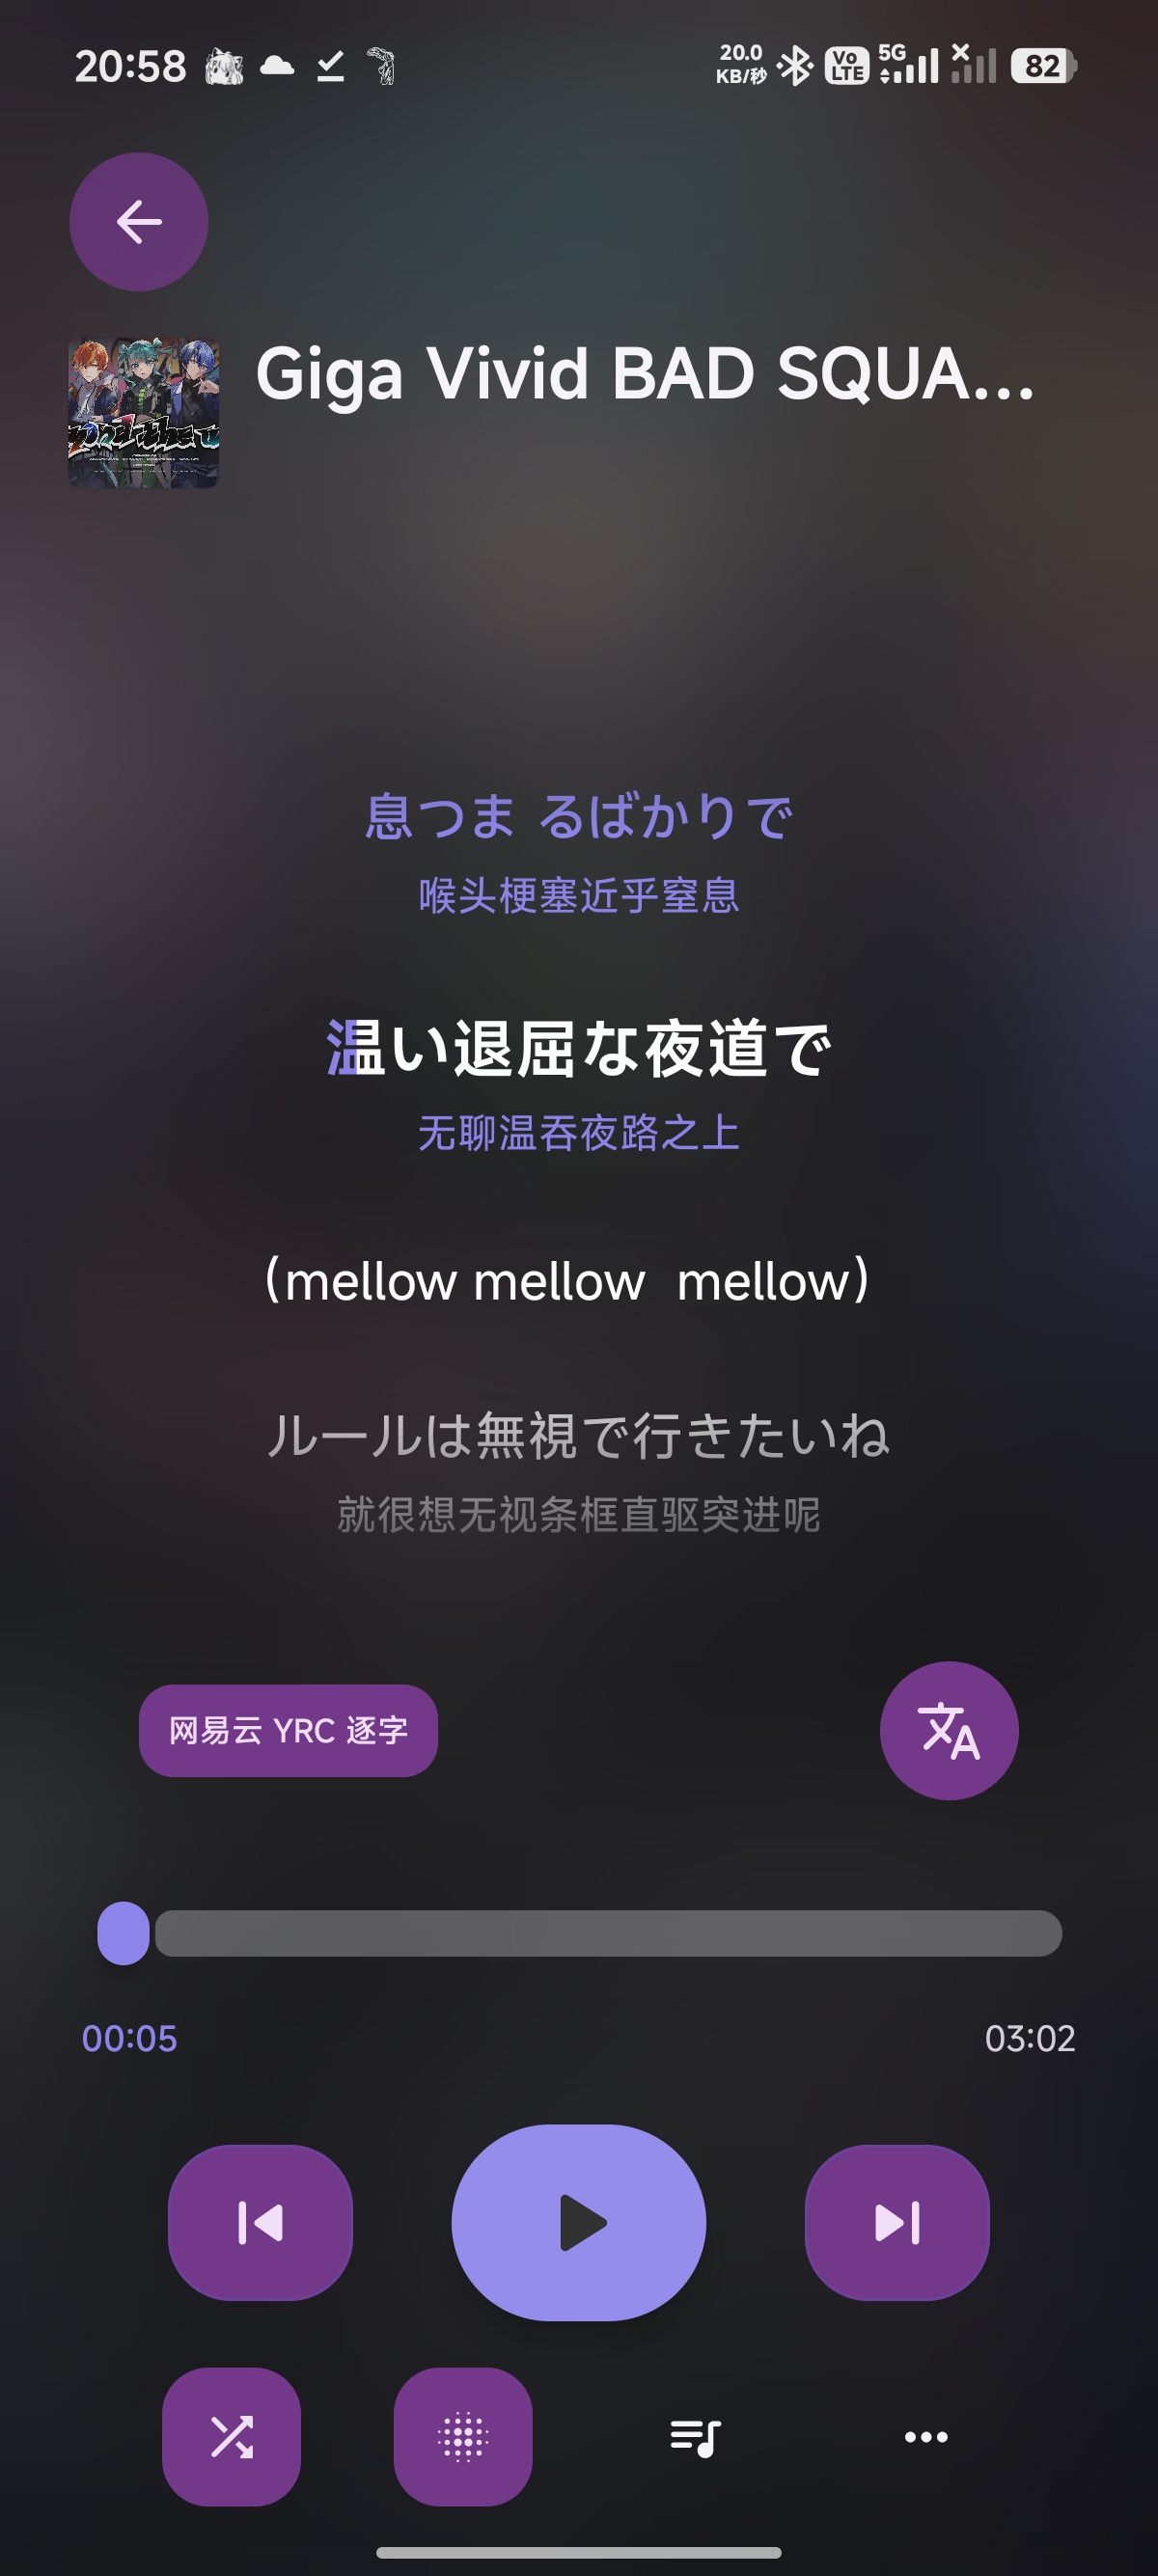 20:58
20.0 KB/秒 Vo LTE 5G 82
Giga Vivid BAD SQUA...
息つま るばかりで
喉头梗塞近乎窒息
温い退屈な夜道で
无聊温吞夜路之上
(mellow mellow  mellow)
ルールは無視で行きたいね
就很想无视条框直驱突进呢
网易云 YRC 逐字
00:05
03:02